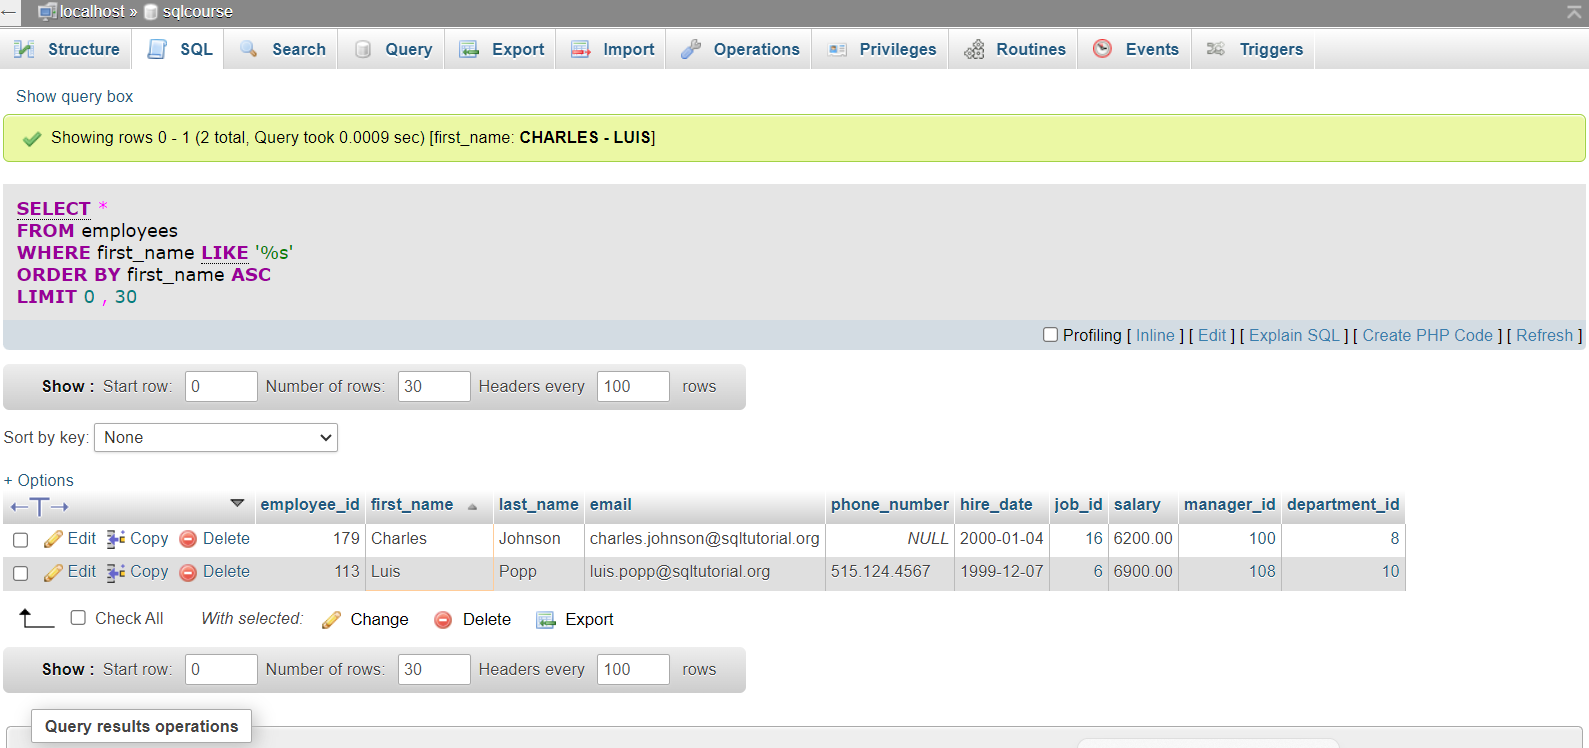 localhost » sqlcourse
Structure SQL Search Query Export Import Operations Privileges Routines Events Triggers
Show query box
Showing rows 0 - 1 (2 total, Query took 0.0009 sec) [first_name: CHARLES - LUIS]
SELECT *
FROM employees
WHERE first_name LIKE '%s'
ORDER BY first_name ASC
LIMIT 0 , 30
Profiling [ Inline ] [ Edit ] [ Explain SQL ] [ Create PHP Code ] [ Refresh ]
Show : Start row: 0 Number of rows: 30 Headers every 100 rows
Sort by key: None
+ Options
employee_id first_name last_name email phone_number hire_date job_id salary manager_id department_id
Edit Copy Delete 179 Charles Johnson charles.johnson@sqltutorial.org NULL 2000-01-04 16 6200.00 100 8
Edit Copy Delete 113 Luis Popp luis.popp@sqltutorial.org 515.124.4567 1999-12-07 6 6900.00 108 10
Check All With selected: Change Delete Export
Show : Start row: 0 Number of rows: 30 Headers every 100 rows
Query results operations